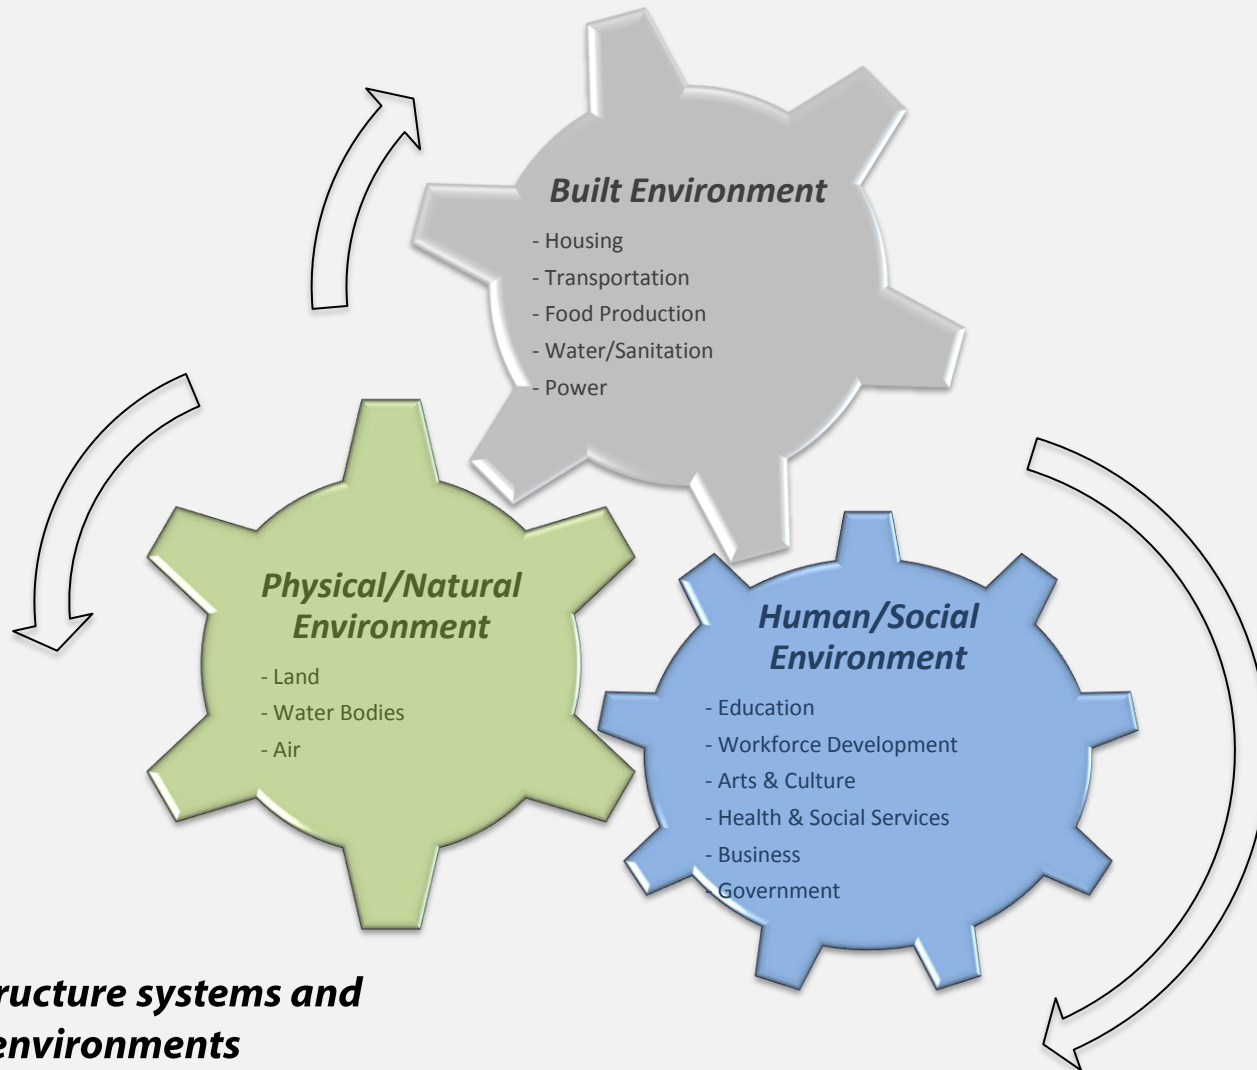 Built Environment
- Housing
- Transportation
- Food Production
- Water/Sanitation
- Power
Physical/Natural
Environment
- Land
- Water Bodies
- Air
Human/Social
Environment
- Education
- Workforce Development
- Arts & Culture
- Health & Social Services
- Business
- Government
ructure systems and
environments